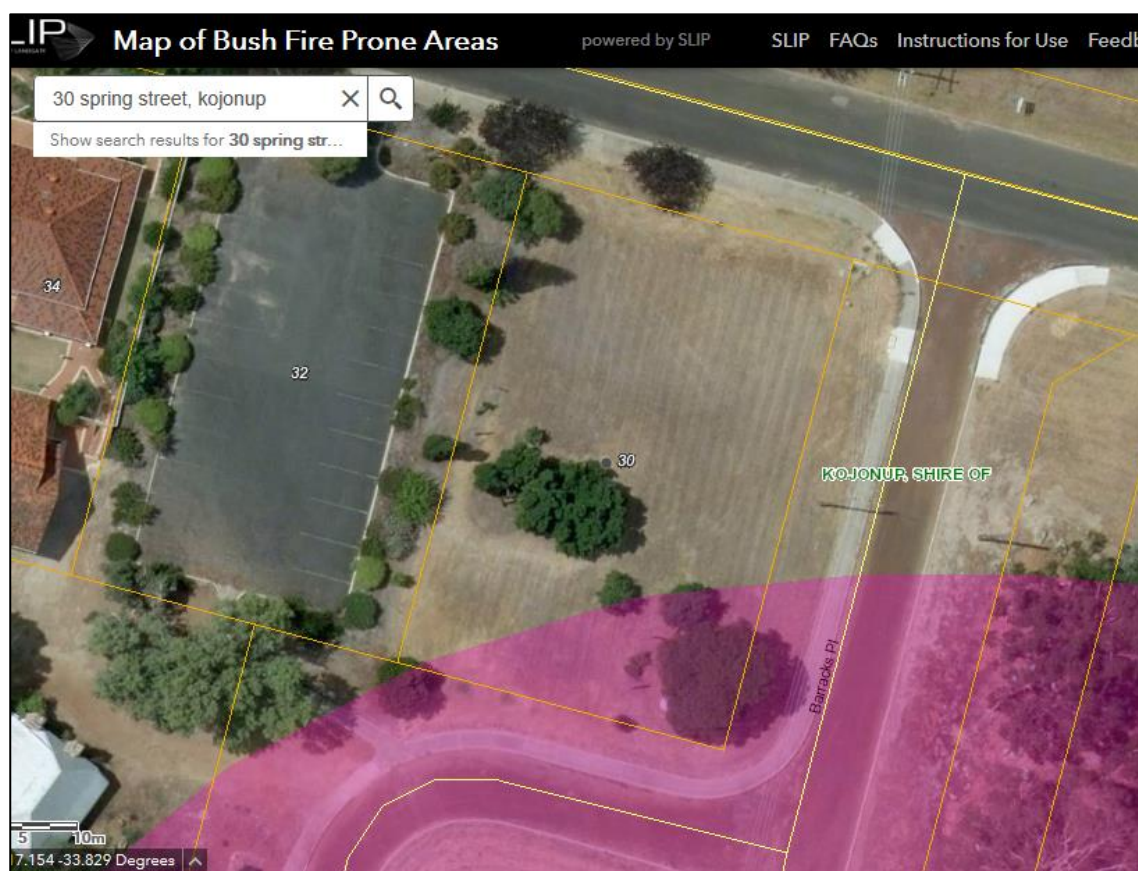 LIP Map of Bush Fire Prone Areas powered by SLIP SLIP FAQs Instructions for Use Feedb
30 spring street, kojonup
Show search results for 30 spring str...
34
32
30
KOJONUP, SHIRE OF
Barracks Pl
5 10m
7.154 -33.829 Degrees